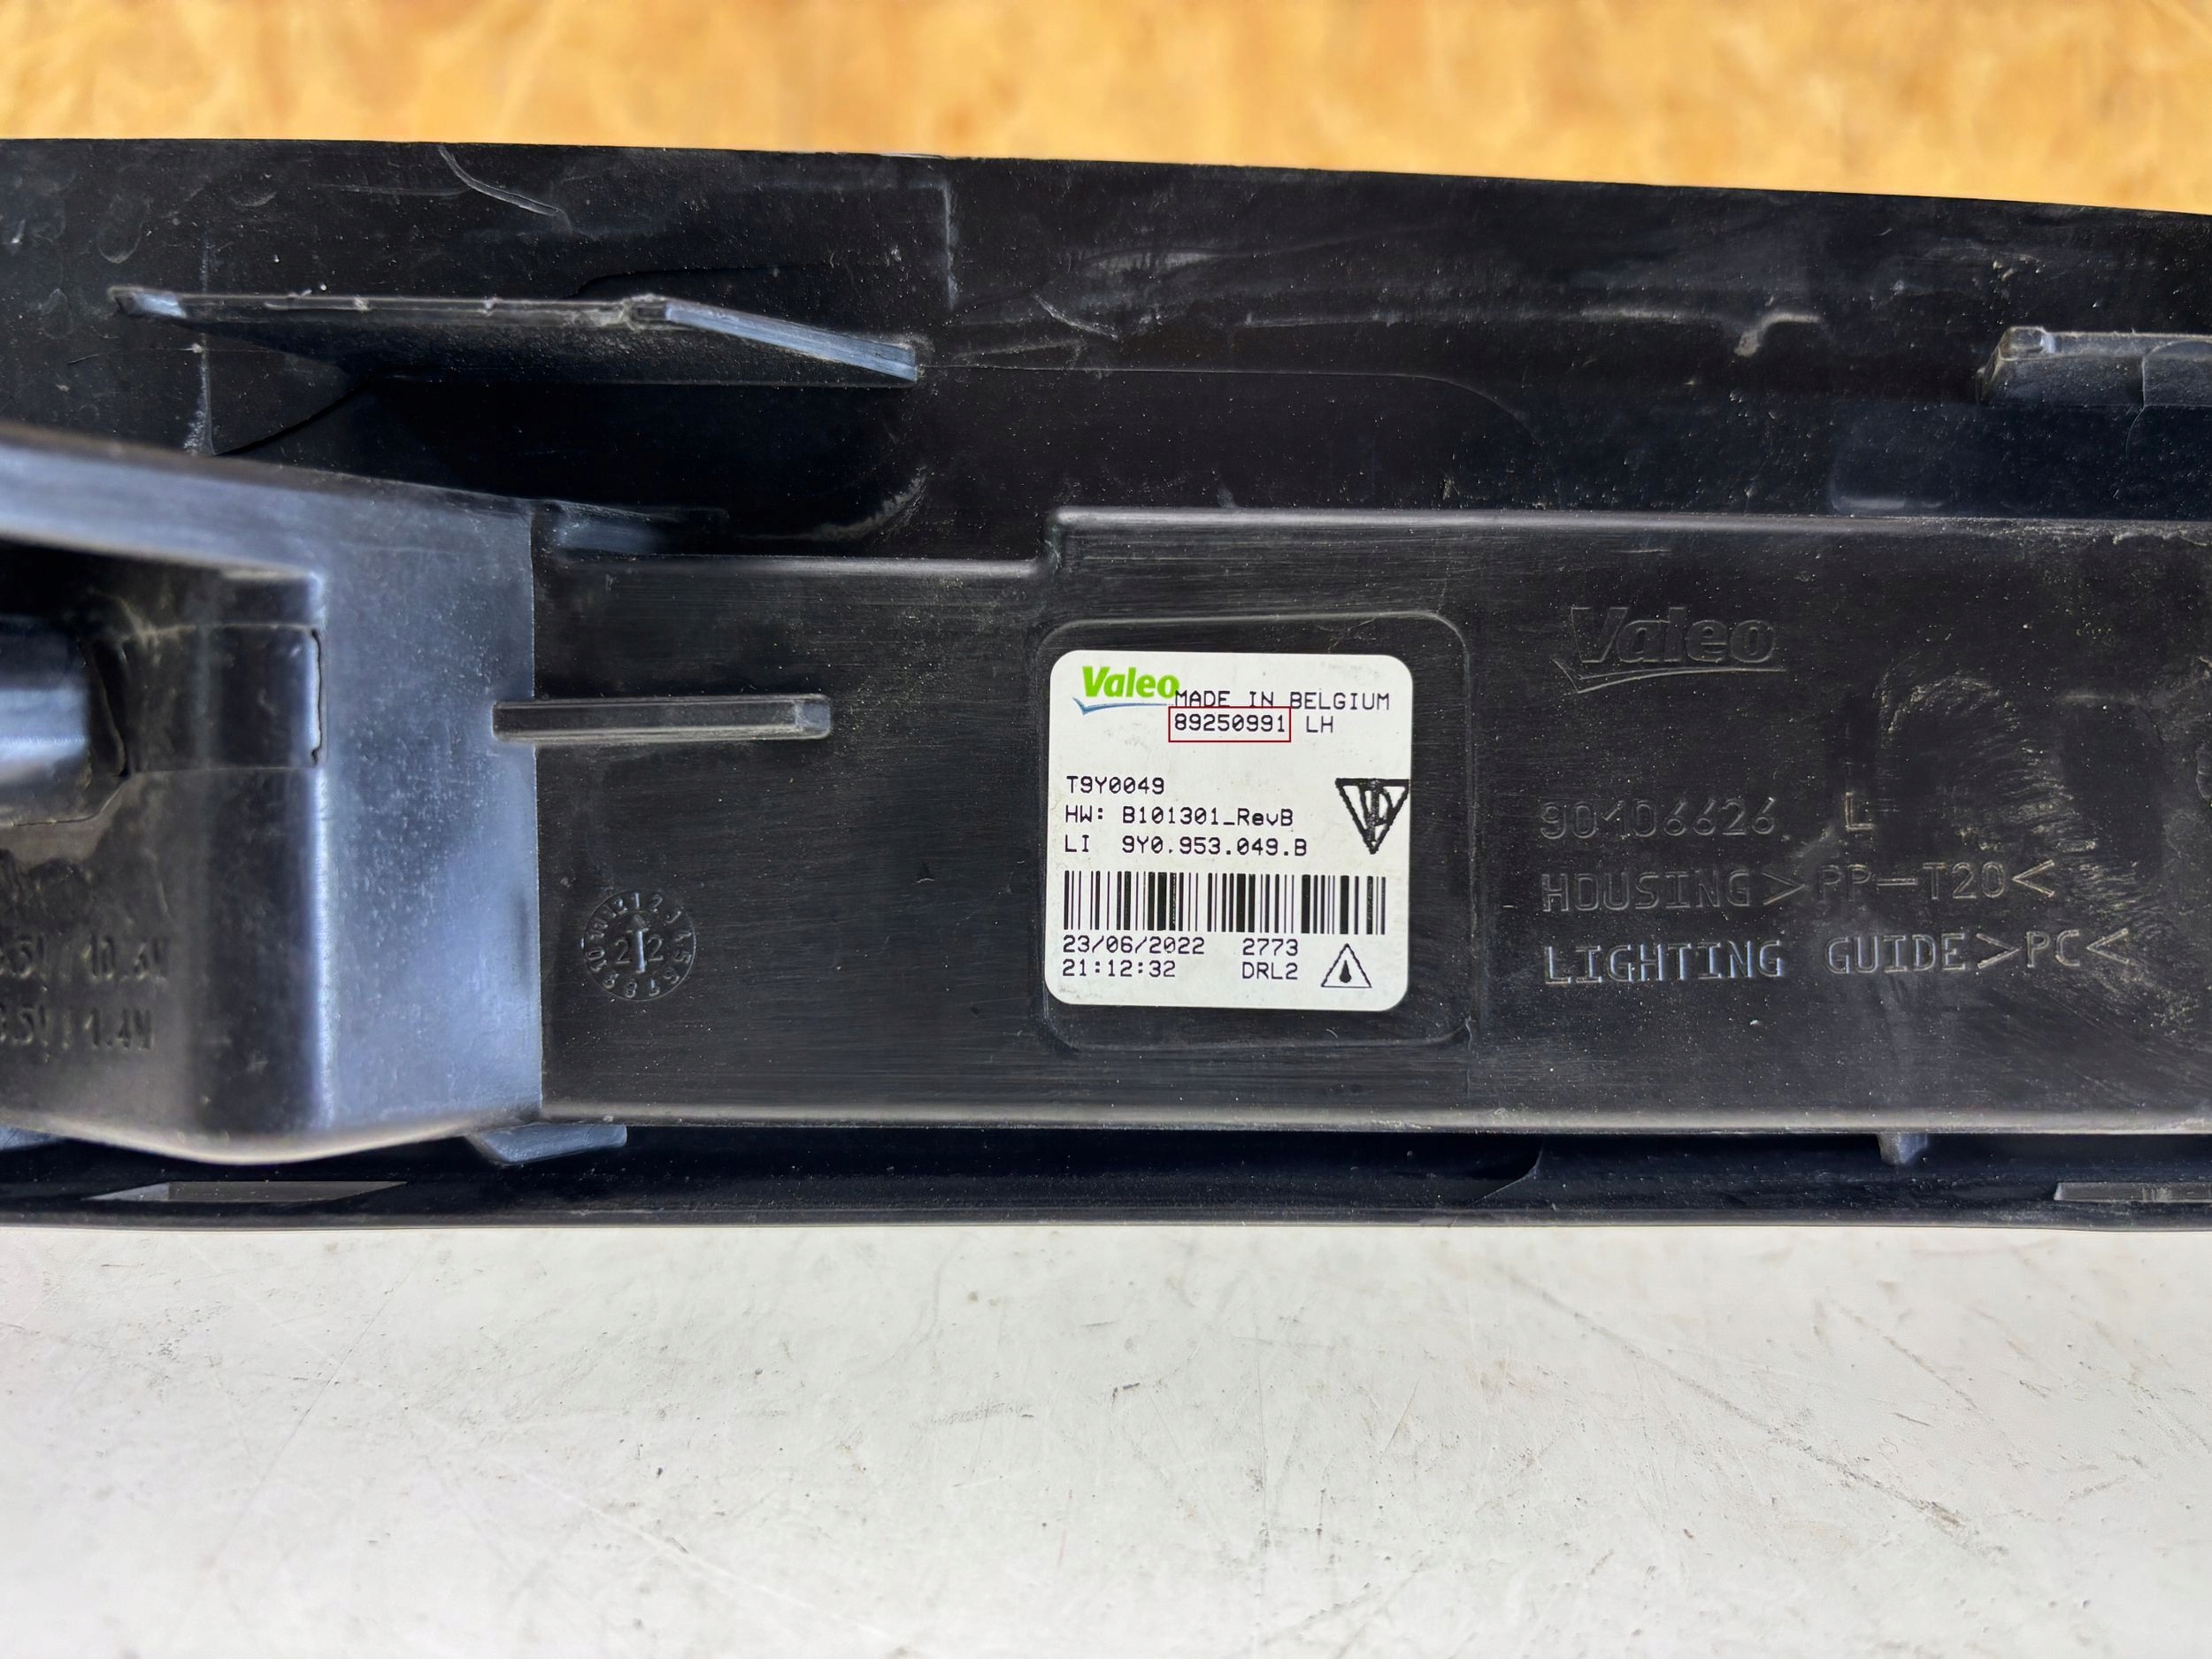 Valeo
MADE IN BELGIUM
89250991 LH
T9Y0049
HW: B101301_RevB
LI 9Y0.953.049.B
23/06/2022 2773
21:12:32 DRL2
Valeo
90106626 L
HOUSING>PP-T20<
LIGHTING GUIDE>PC<
22